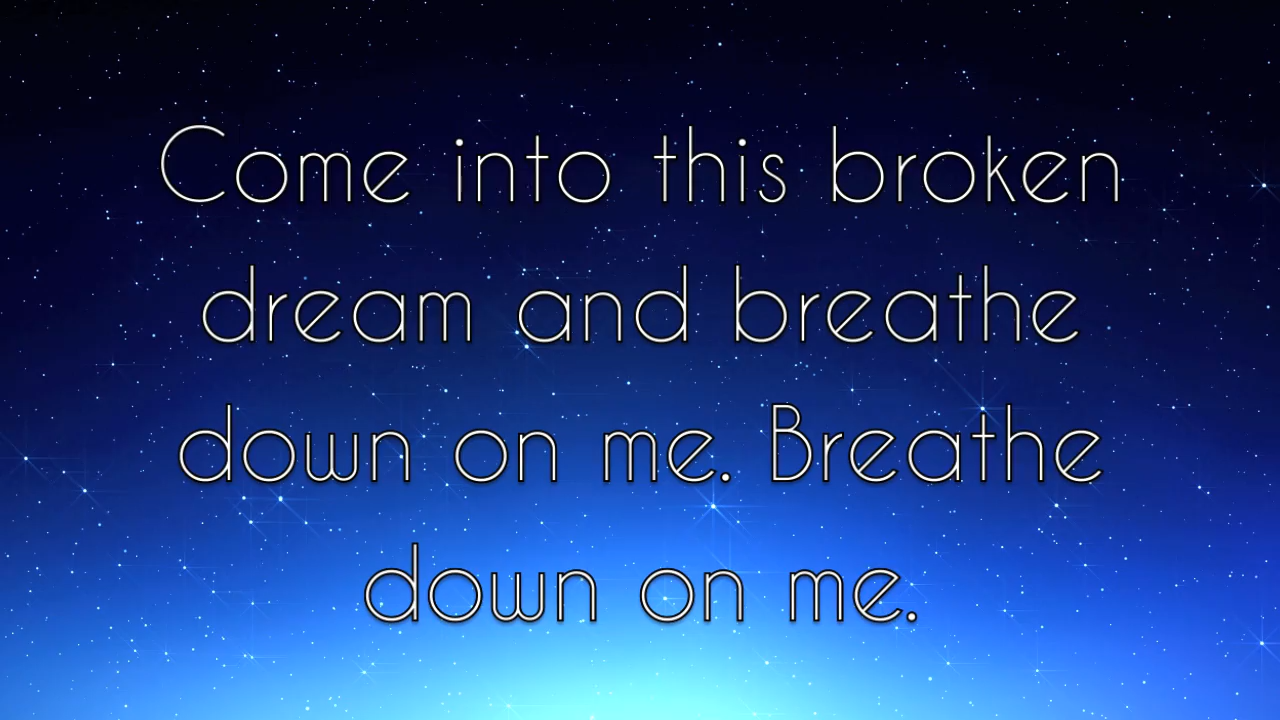 Come into this broken
dream and breathe
down on me. Breathe
down on me.